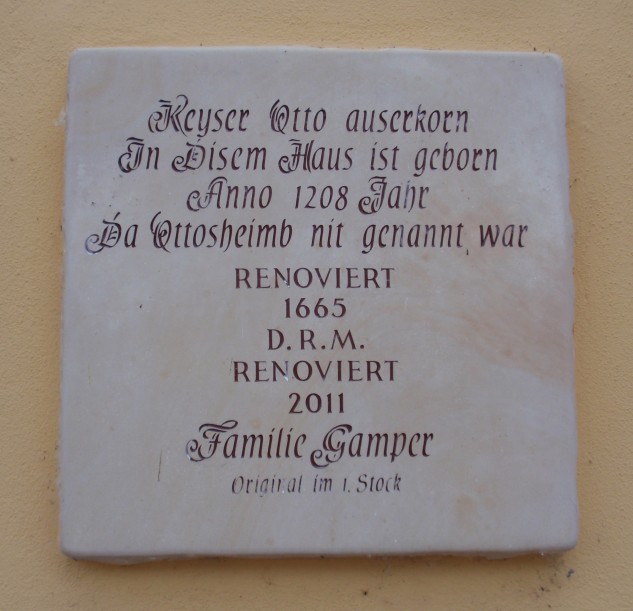 Keyser Otto auserkorn
In Disem Haus ist geborn
Anno 1208 Jahr
Da Ottosheimb nit genannt war
RENOVIERT
1665
D.R.M.
RENOVIERT
2011
Familie Gamper
Original im 1. Stock